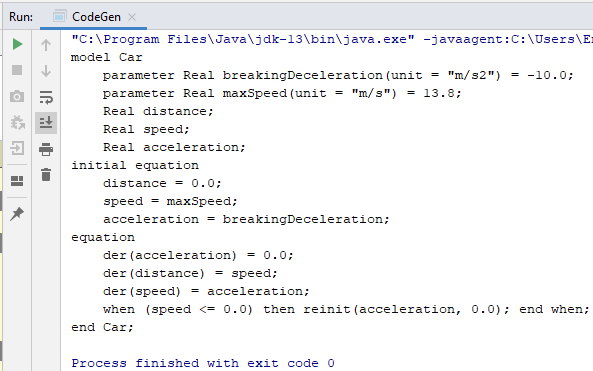 Run: CodeGen
"C:\Program Files\Java\jdk-13\bin\java.exe" -javaagent:C:\Users\
model Car
    parameter Real breakingDeceleration(unit = "m/s2") = -10.0;
    parameter Real maxSpeed(unit = "m/s") = 13.8;
    Real distance;
    Real speed;
    Real acceleration;
initial equation
    distance = 0.0;
    speed = maxSpeed;
    acceleration = breakingDeceleration;
equation
    der(acceleration) = 0.0;
    der(distance) = speed;
    der(speed) = acceleration;
    when (speed <= 0.0) then reinit(acceleration, 0.0); end when;
end Car;
Process finished with exit code 0